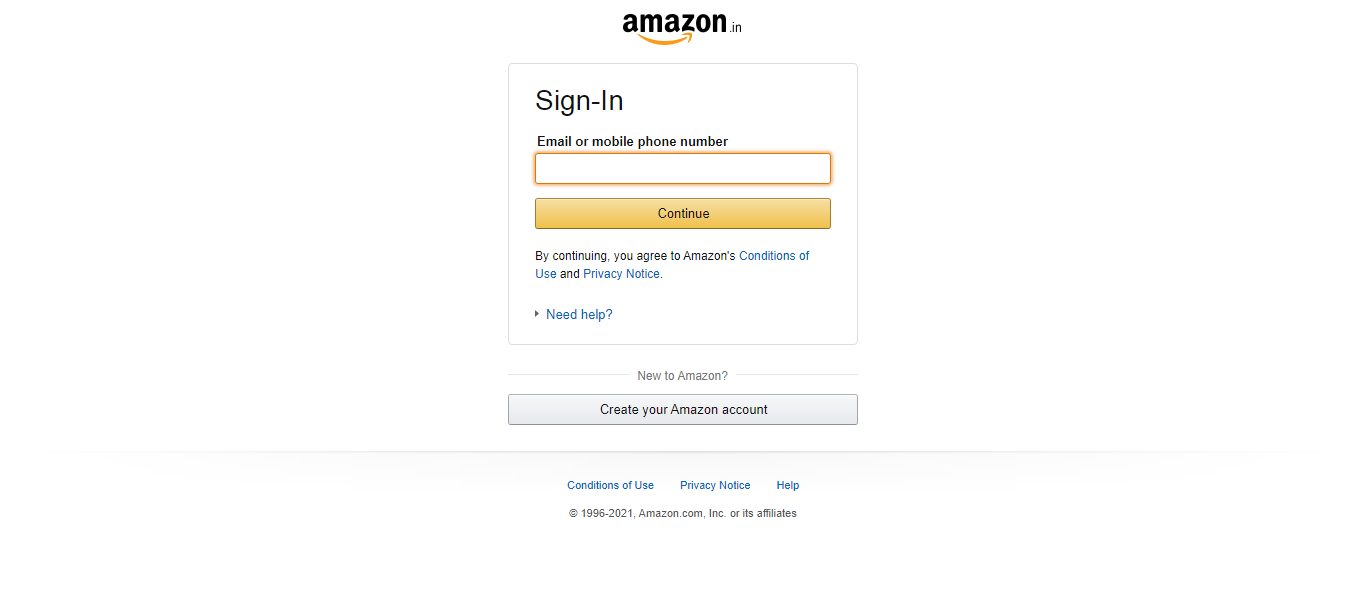 amazon.in
Sign-In
Email or mobile phone number
Continue
By continuing, you agree to Amazon's Conditions of
Use and Privacy Notice.
Need help?
New to Amazon?
Create your Amazon account
Conditions of Use Privacy Notice Help
© 1996-2021, Amazon.com, Inc. or its affiliates